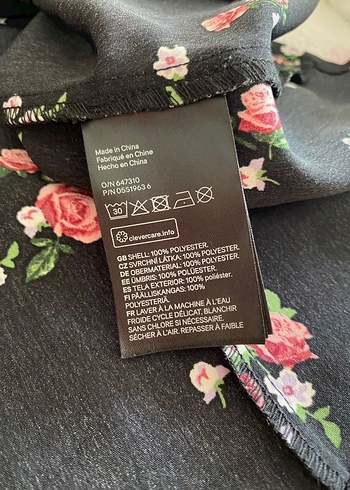 Made in China
Fabriqué en Chine
Hecho en China
O/N 647310
P/N 0551963 6
30
clevercare.info
GB SHELL: 100% POLYESTER.
CZ SVRCHNÍ LÁTKA: 100% POLYESTER.
DE OBERMATERIAL: 100% POLYESTER.
EE ÜMBRIS: 100% POLÜESTER.
ES TELA EXTERIOR: 100% poliéster.
FI PÄÄLLISKANGAS: 100%
POLYESTERIÄ.
FR LAVER À LA MACHINE À L'EAU
FROIDE CYCLE DÉLICAT, BLANCHIR
SANS CHLORE SI NÉCESSAIRE.
SÉCHER À L'AIR. REPASSER À FAIBLE